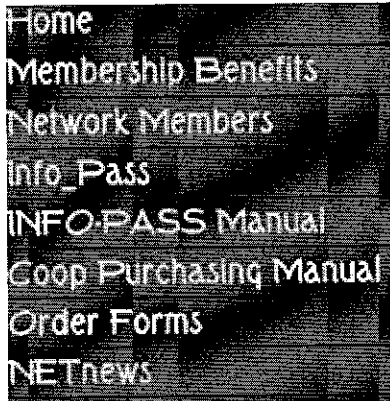 Home
Membership Benefits
Network Members
Info_Pass
INFO-PASS Manual
Coop Purchasing Manual
Order Forms
NETnews